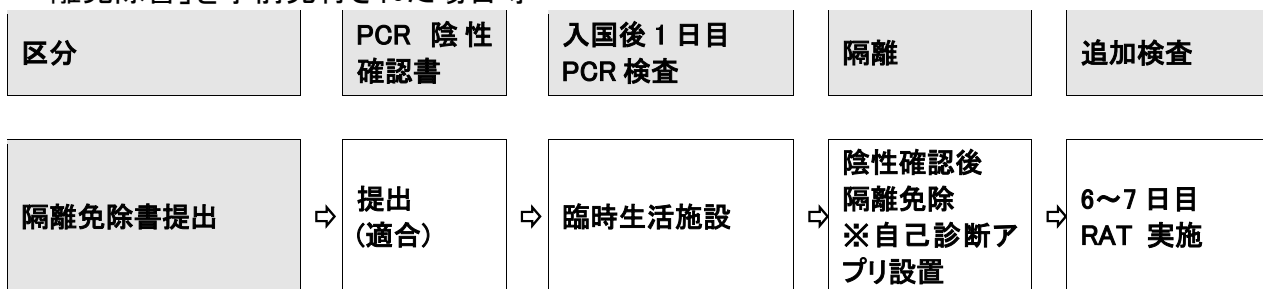 区分
PCR 陰性
確認書
入国後 1 日目
PCR 検査
隔離
追加検査
隔離免除書提出
⇨
提出
(適合)
⇨
臨時生活施設
⇨
陰性確認後
隔離免除
※自己診断ア
プリ設置
⇨
6～7 日目
RAT 実施